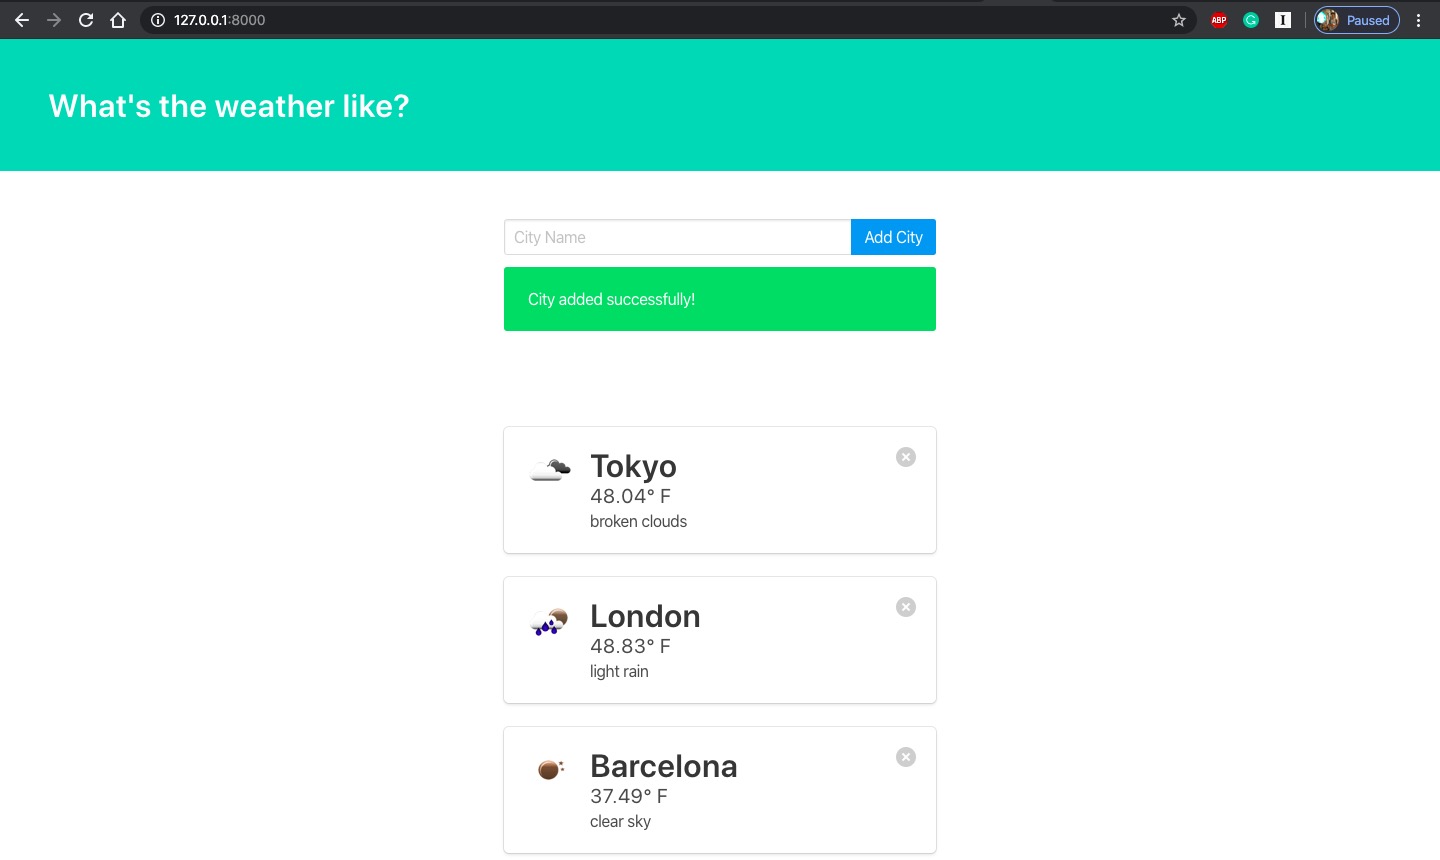 127.0.0.1:8000
ABP
G
I
Paused
What's the weather like?
City Name
Add City
City added successfully!
Tokyo
48.04° F
broken clouds
London
48.83° F
light rain
Barcelona
37.49° F
clear sky